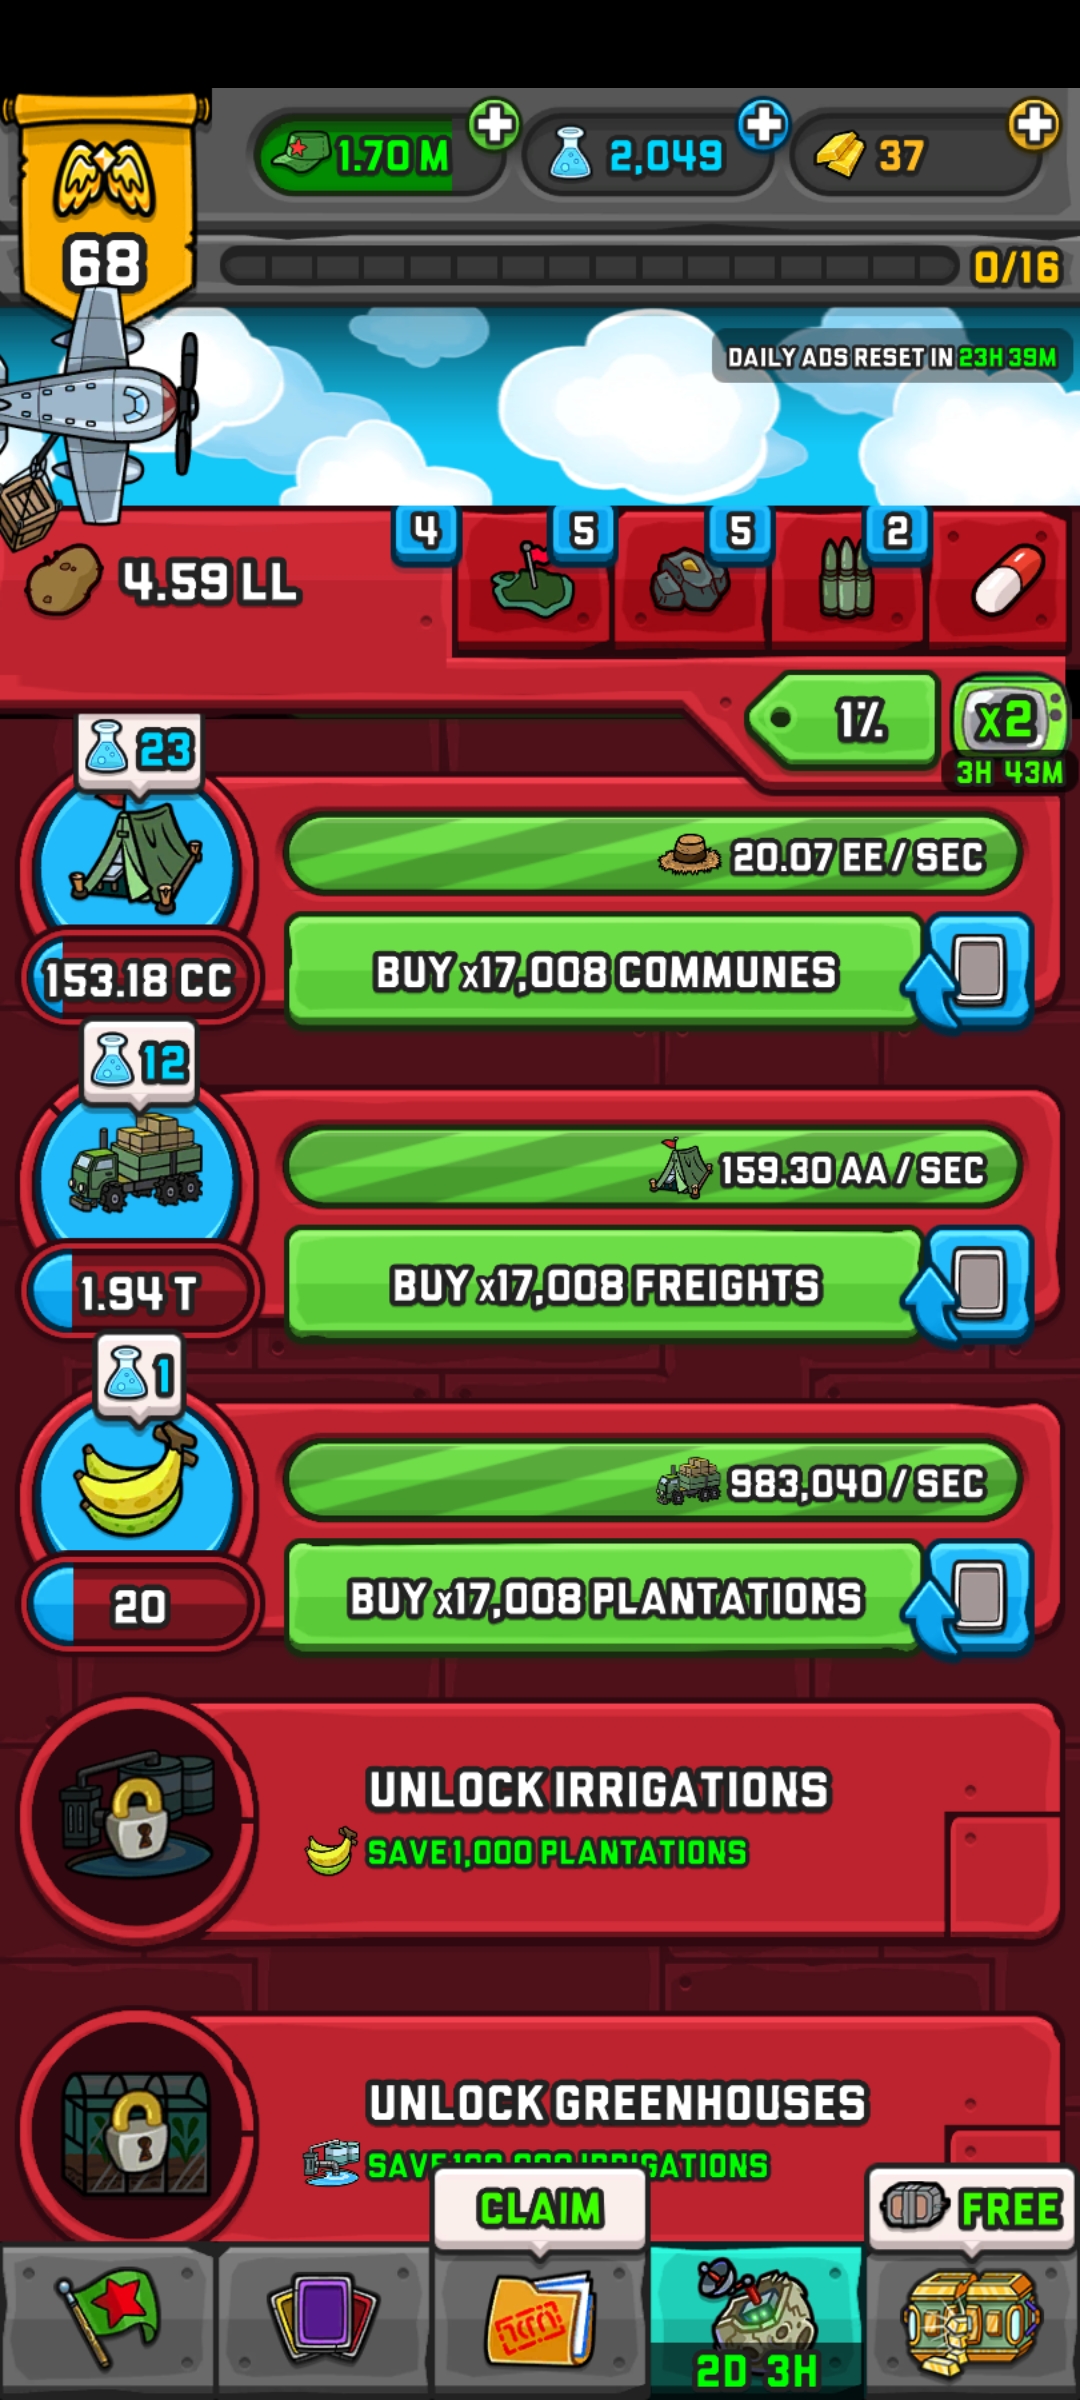 1.70 M
2,049
37
68
0/16
DAILY ADS RESET IN 23H 39M
4
5
5
2
4.59 LL
1%
x2
3H 43M
23
20.07 EE / SEC
153.18 CC
BUY x17,008 COMMUNES
12
159.30 AA / SEC
1.94 T
BUY x17,008 FREIGHTS
1
983,040 / SEC
20
BUY x17,008 PLANTATIONS
UNLOCK IRRIGATIONS
SAVE 1,000 PLANTATIONS
UNLOCK GREENHOUSES
CLAIM
FREE
2D 3H